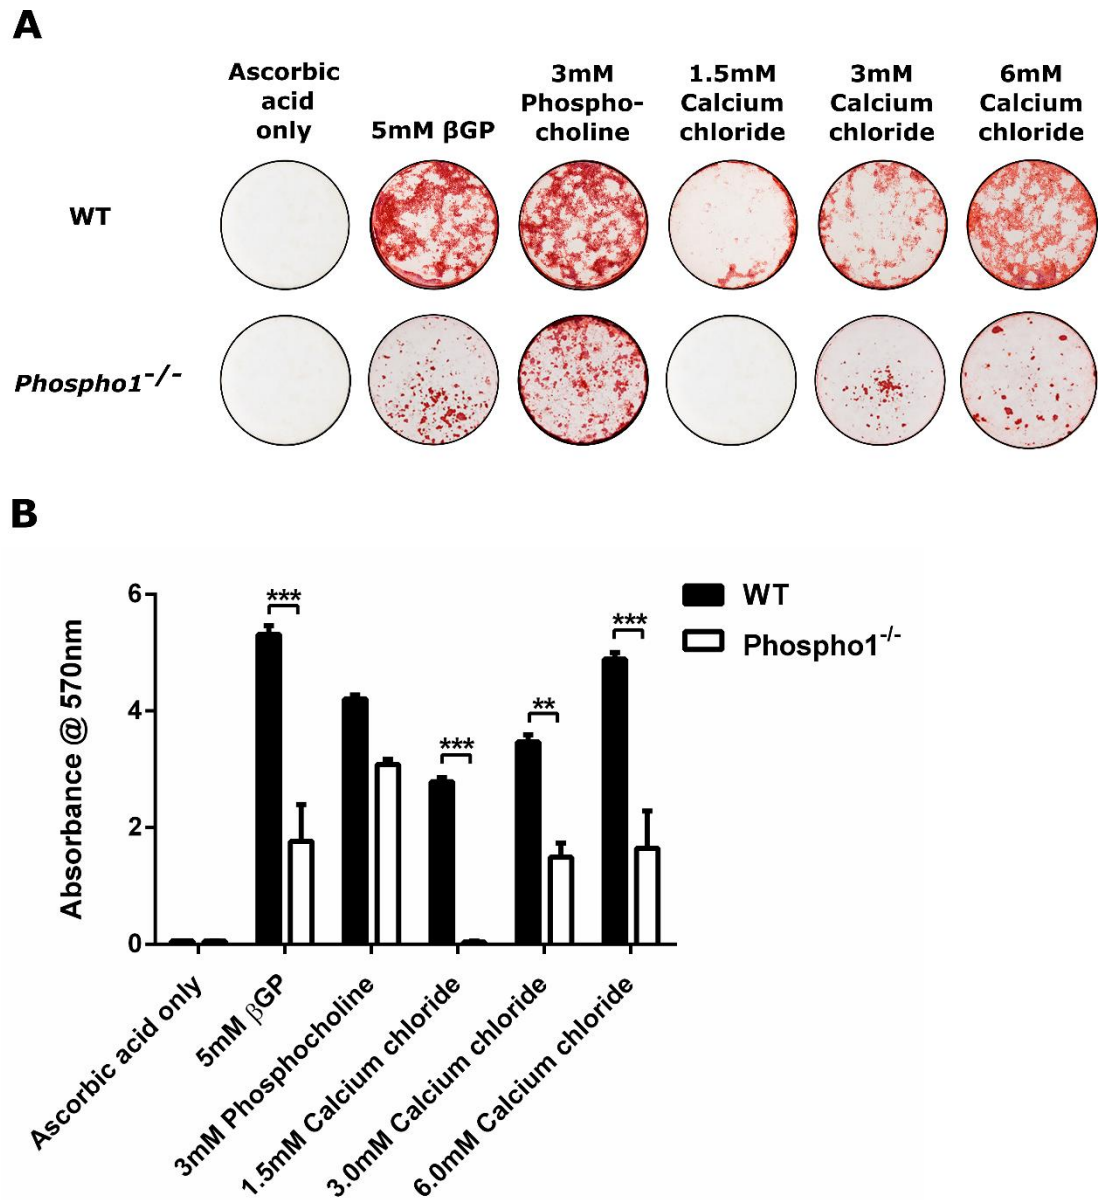 A
Ascorbic
acid
only
5mM βGP
3mM
Phospho-
choline
1.5mM
Calcium
chloride
3mM
Calcium
chloride
6mM
Calcium
chloride
WT
Phospho1-/-
B
Absorbance @ 570nm
6
4
2
0
***
***
**
***
WT
Phospho1-/-
Ascorbic acid only
5mM βGP
3mM Phosphocholine
1.5mM Calcium chloride
3.0mM Calcium chloride
6.0mM Calcium chloride